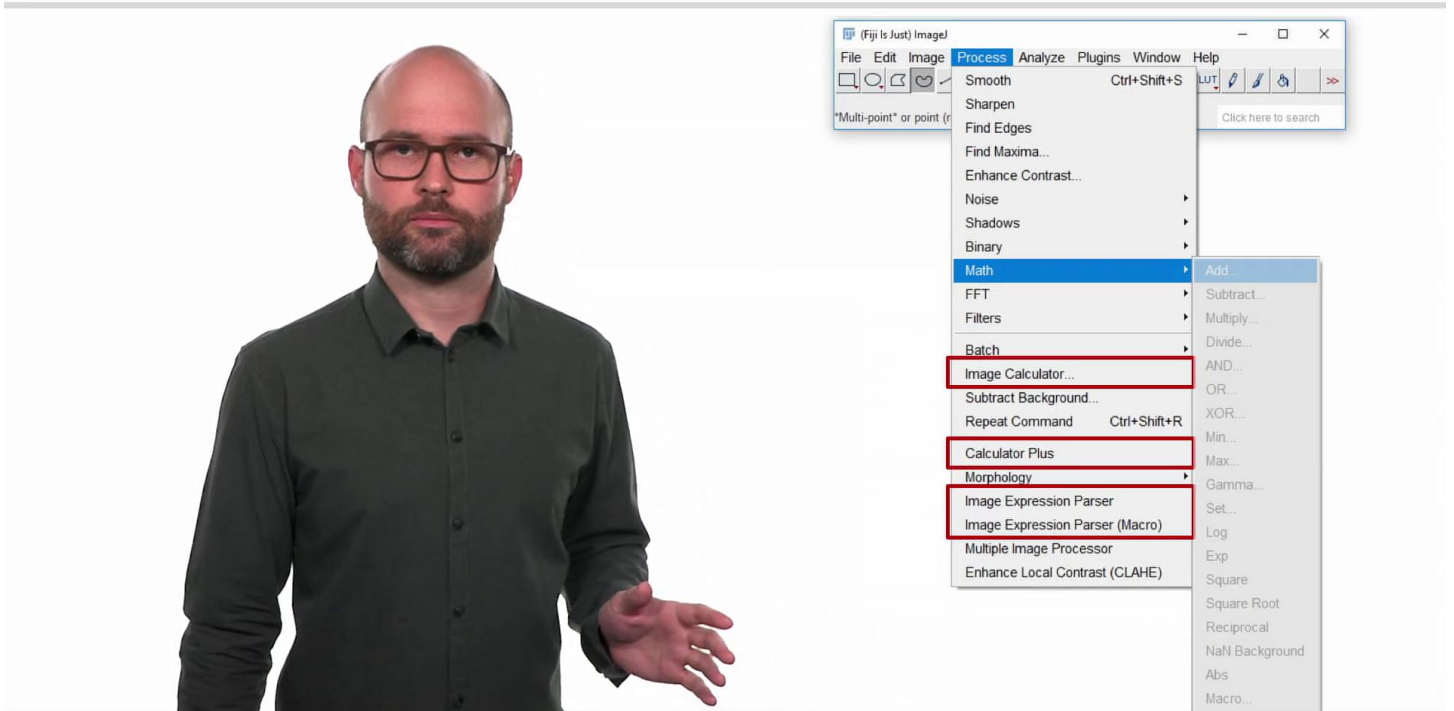 (Fiji Is Just) ImageJ
File Edit Image Process Analyze Plugins Window Help
LUT
*Multi-point* or point (r
Click here to search
Smooth Ctrl+Shift+S
Sharpen
Find Edges
Find Maxima...
Enhance Contrast...
Noise
Shadows
Binary
Math
FFT
Filters
Batch
Image Calculator...
Subtract Background...
Repeat Command Ctrl+Shift+R
Calculator Plus
Morphology
Image Expression Parser
Image Expression Parser (Macro)
Multiple Image Processor
Enhance Local Contrast (CLAHE)
Add...
Subtract...
Multiply...
Divide...
AND...
OR...
XOR...
Min...
Max...
Gamma...
Set...
Log
Exp
Square
Square Root
Reciprocal
NaN Background
Abs
Macro...